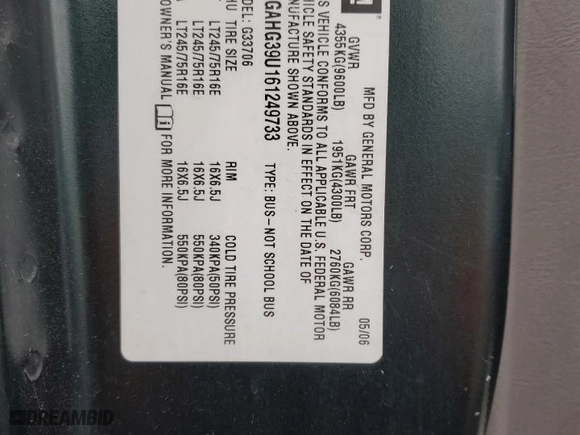 MFD BY GENERAL MOTORS CORP. 05/06
GVWR GAWR FRT GAWR RR
4355KG(9600LB) 1951KG(4300LB) 2760KG(6084LB)
VEHICLE CONFORMS TO ALL APPLICABLE U.S. FEDERAL MOTOR
VEHICLE SAFETY STANDARDS IN EFFECT ON THE DATE OF
MANUFACTURE SHOWN ABOVE.
GAHG39U161249733 TYPE: BUS–NOT SCHOOL BUS
MODEL: G33706
TIRE SIZE RIM COLD TIRE PRESSURE
LT245/75R16E 16X6.5J 340KPA(50PSI)
LT245/75R16E 16X6.5J 550KPA(80PSI)
LT245/75R16E 16X6.5J 550KPA(80PSI)
OWNER'S MANUAL FOR MORE INFORMATION.
DREAMBID